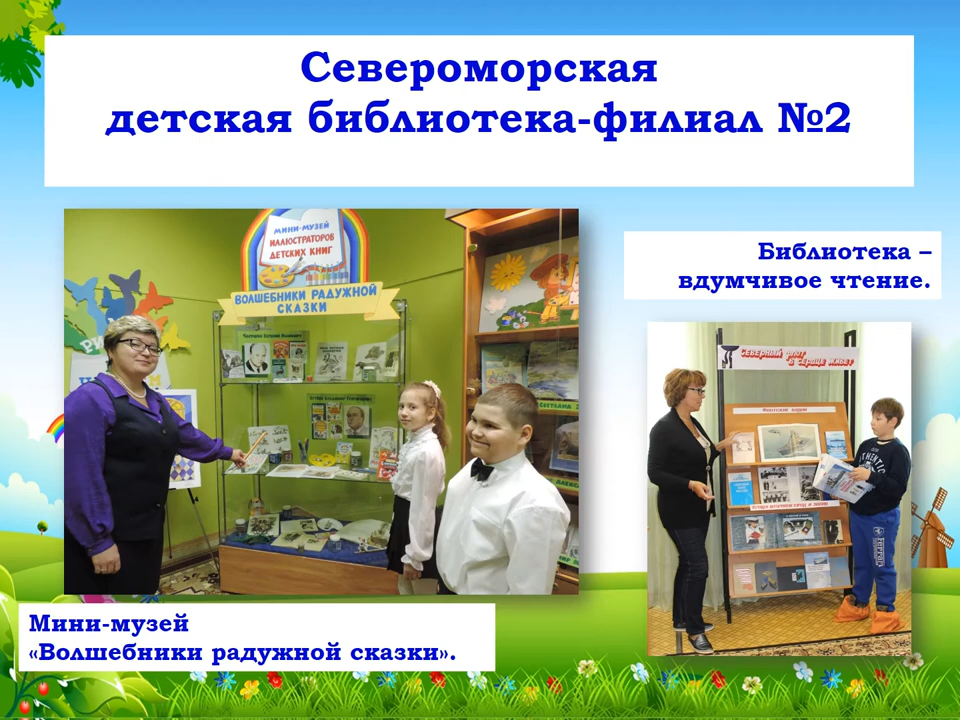 Североморская
детская библиотека-филиал №2
МИНИ-МУЗЕЙ
ИЛЛЮСТРАТОРОВ
ДЕТСКИХ КНИГ
ВОЛШЕБНИКИ РАДУЖНОЙ
СКАЗКИ
Библиотека –
вдумчивое чтение.
СЕВЕРНЫЙ ФЛОТ
В СЕРДЦЕ ЖИВЕТ
Мини-музей
«Волшебники радужной сказки».